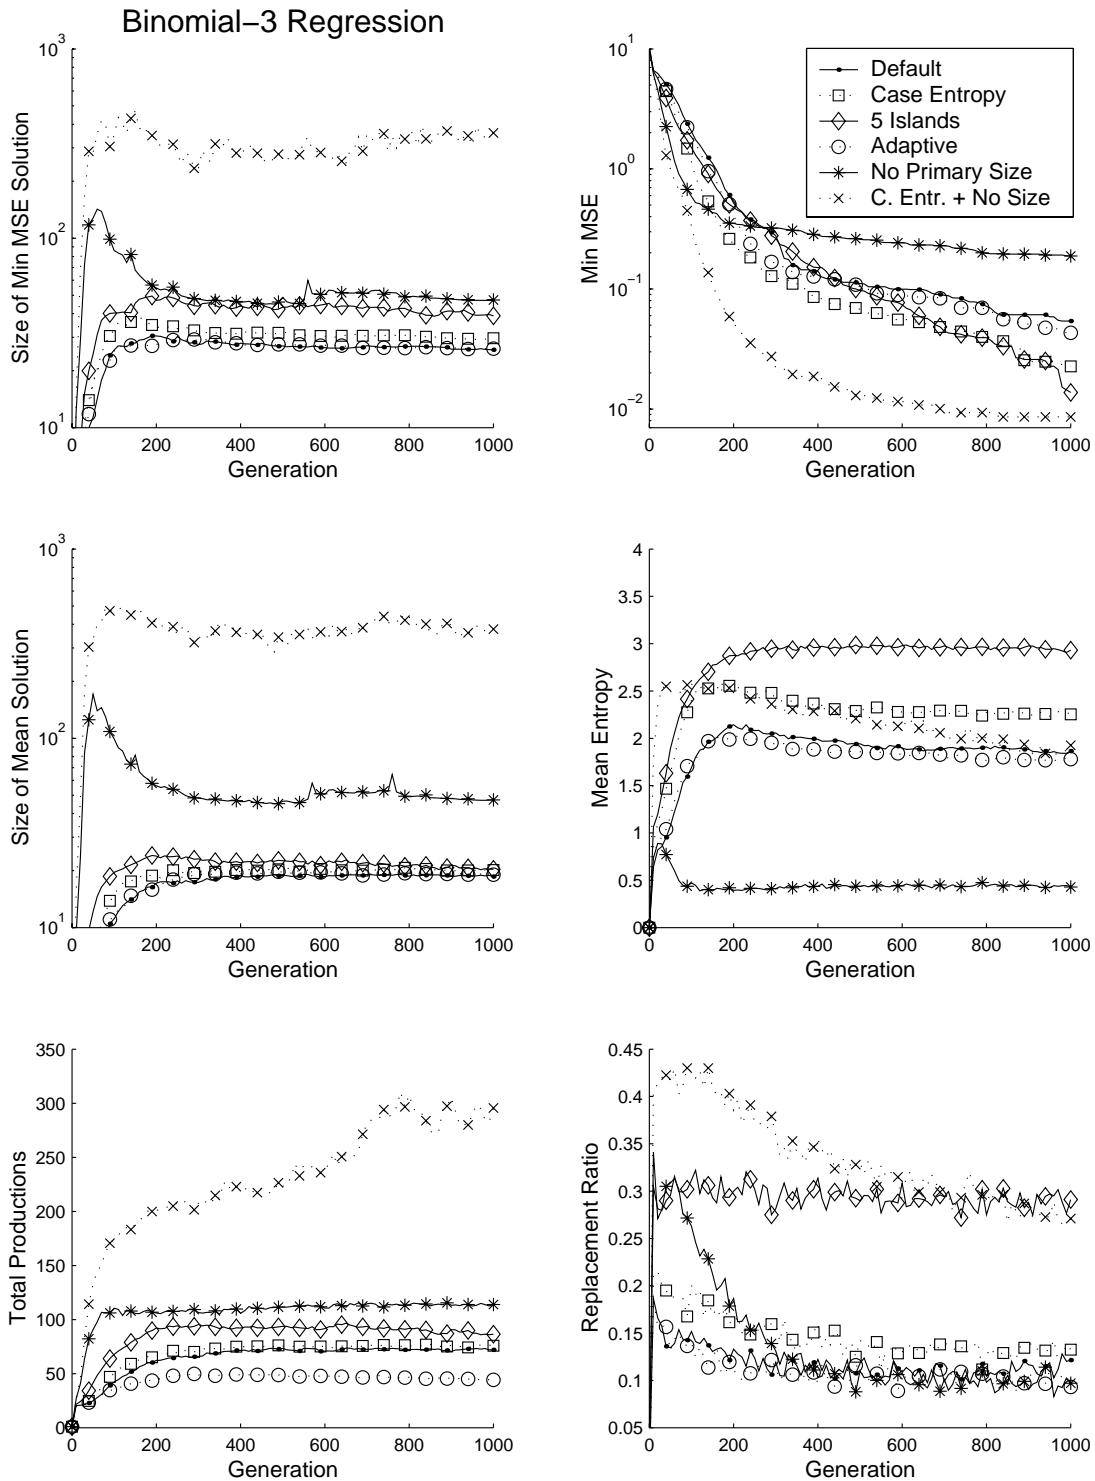 Binomial−3 Regression
10^3
10^2
10^1
0 200 400 600 800 1000
Generation
Size of Min MSE Solution
10^1
10^0
10^−1
10^−2
0 200 400 600 800 1000
Generation
Min MSE
Default
Case Entropy
5 Islands
Adaptive
No Primary Size
C. Entr. + No Size
10^3
10^2
10^1
0 200 400 600 800 1000
Generation
Size of Mean Solution
4
3.5
3
2.5
2
1.5
1
0.5
0
0 200 400 600 800 1000
Generation
Mean Entropy
350
300
250
200
150
100
50
0
0 200 400 600 800 1000
Generation
Total Productions
0.45
0.4
0.35
0.3
0.25
0.2
0.15
0.1
0.05
0 200 400 600 800 1000
Generation
Replacement Ratio